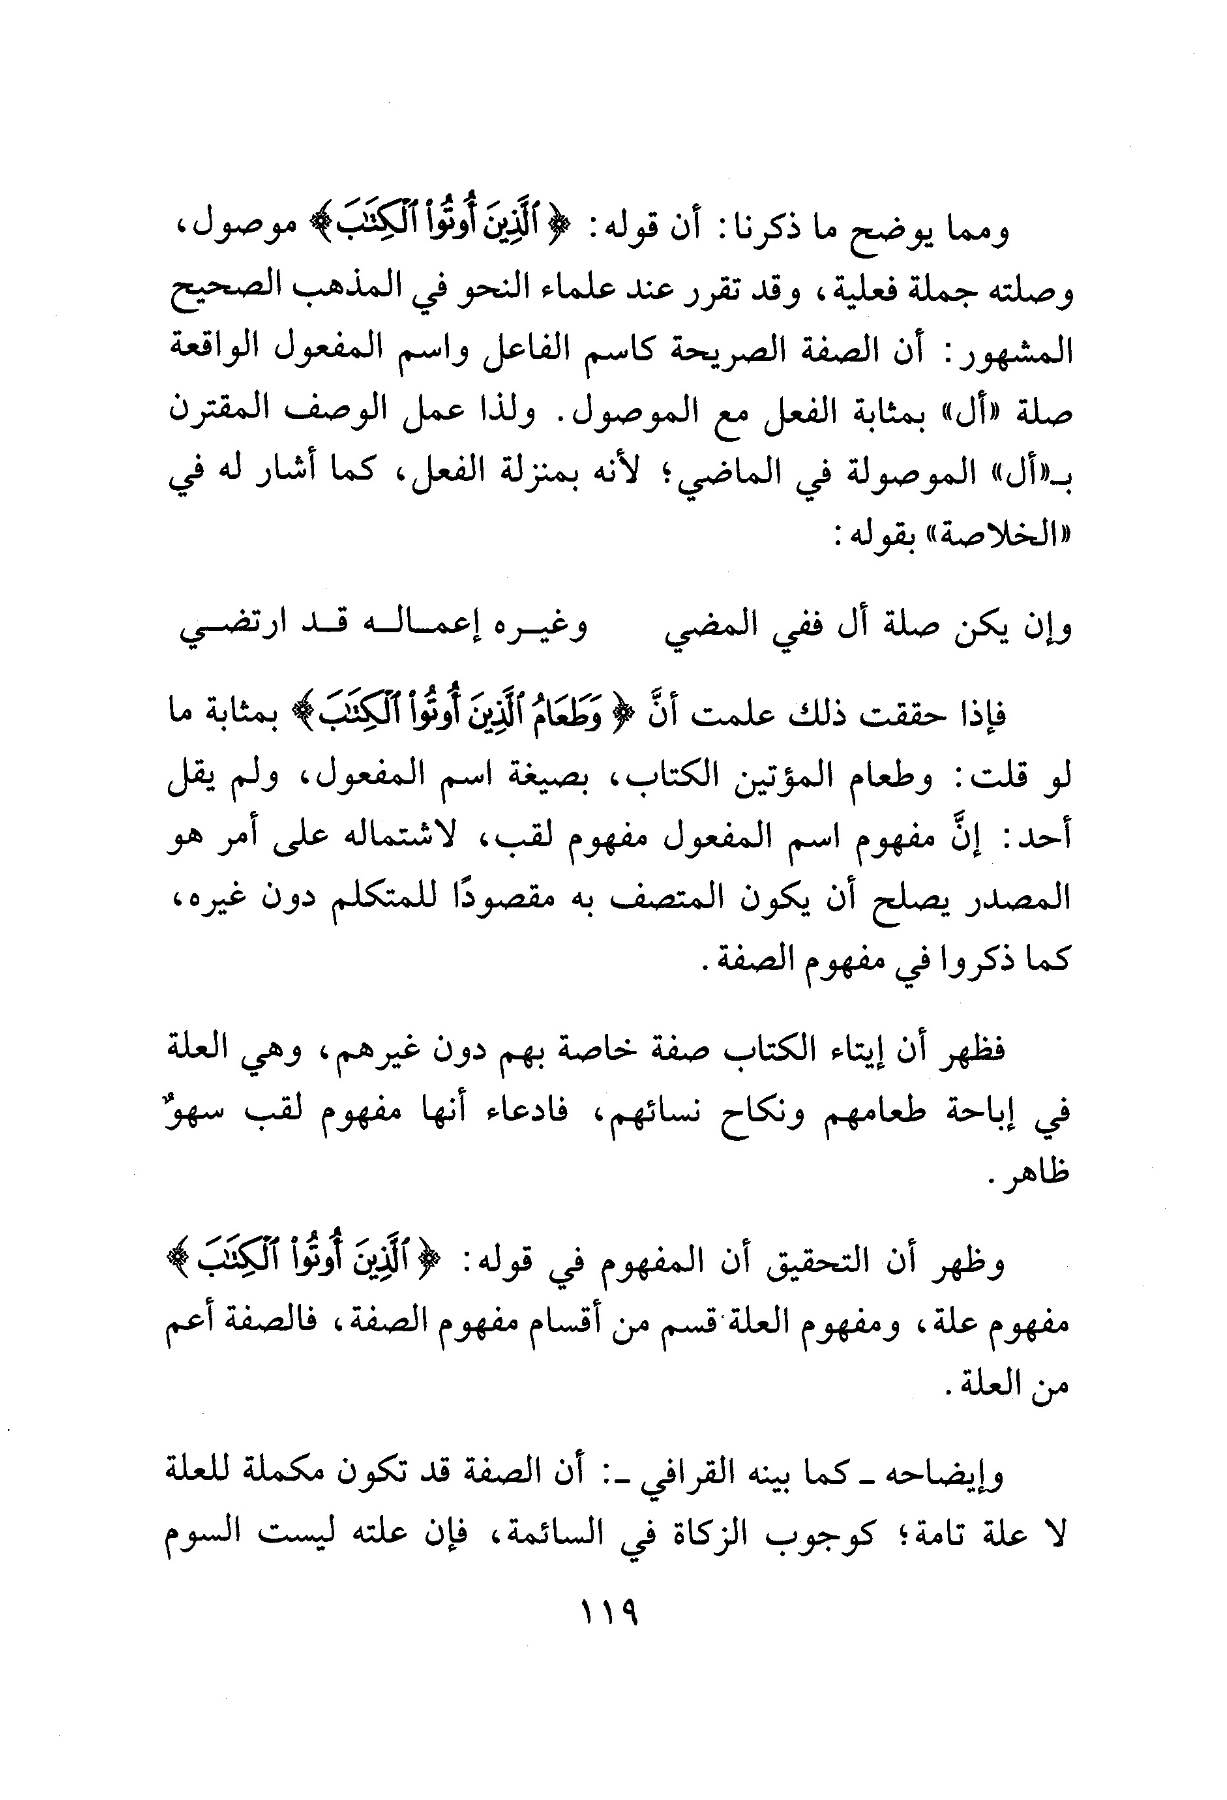 ومما يوضح ما ذكرنا: أن قوله: ﴿ٱلَّذِينَ أُوتُوا۟ ٱلْكِتَٰبَ﴾ موصول،
وصلته جملة فعلية، وقد تقرر عند علماء النحو في المذهب الصحيح
المشهور: أن الصفة الصريحة كاسم الفاعل واسم المفعول الواقعة
صلة «أل» بمثابة الفعل مع الموصول. ولذا عمل الوصف المقترن
بـ«أل» الموصولة في الماضي؛ لأنه بمنزلة الفعل، كما أشار له في
«الخلاصة» بقوله:
وإن يكن صلة أل ففي المضي وغيـره إعمـالـه قـد ارتضـي
فإذا حققت ذلك علمت أنَّ ﴿وَطَعَامُ ٱلَّذِينَ أُوتُوا۟ ٱلْكِتَٰبَ﴾ بمثابة ما
لو قلت: وطعام المؤتين الكتاب، بصيغة اسم المفعول، ولم يقل
أحد: إنَّ مفهوم اسم المفعول مفهوم لقب، لاشتماله على أمر هو
المصدر يصلح أن يكون المتصف به مقصودًا للمتكلم دون غيره،
كما ذكروا في مفهوم الصفة.
فظهر أن إيتاء الكتاب صفة خاصة بهم دون غيرهم، وهي العلة
في إباحة طعامهم ونكاح نسائهم، فادعاء أنها مفهوم لقب سهوٌ
ظاهر.
وظهر أن التحقيق أن المفهوم في قوله: ﴿ٱلَّذِينَ أُوتُوا۟ ٱلْكِتَٰبَ﴾
مفهوم علة، ومفهوم العلة قسم من أقسام مفهوم الصفة، فالصفة أعم
من العلة.
وإيضاحه ـ كما بينه القرافي ـ: أن الصفة قد تكون مكملة للعلة
لا علة تامة؛ كوجوب الزكاة في السائمة، فإن علته ليست السوم
١١٩